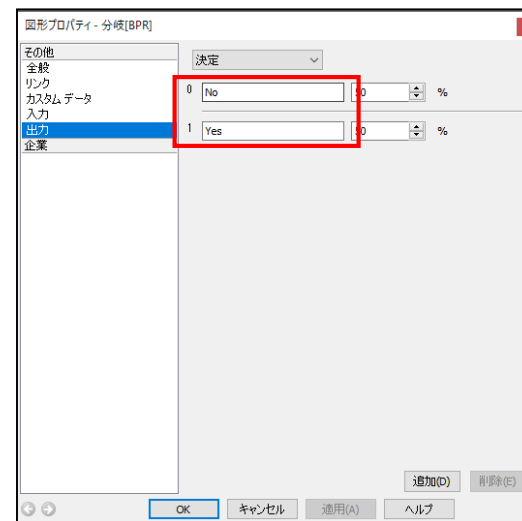 図形プロパティ - 分岐[BPR]
その他
全般
リンク
カスタム データ
入力
出力
企業
決定
0 No 50 %
1 Yes 50 %
追加(D) 削除(E)
OK キャンセル 適用(A) ヘルプ